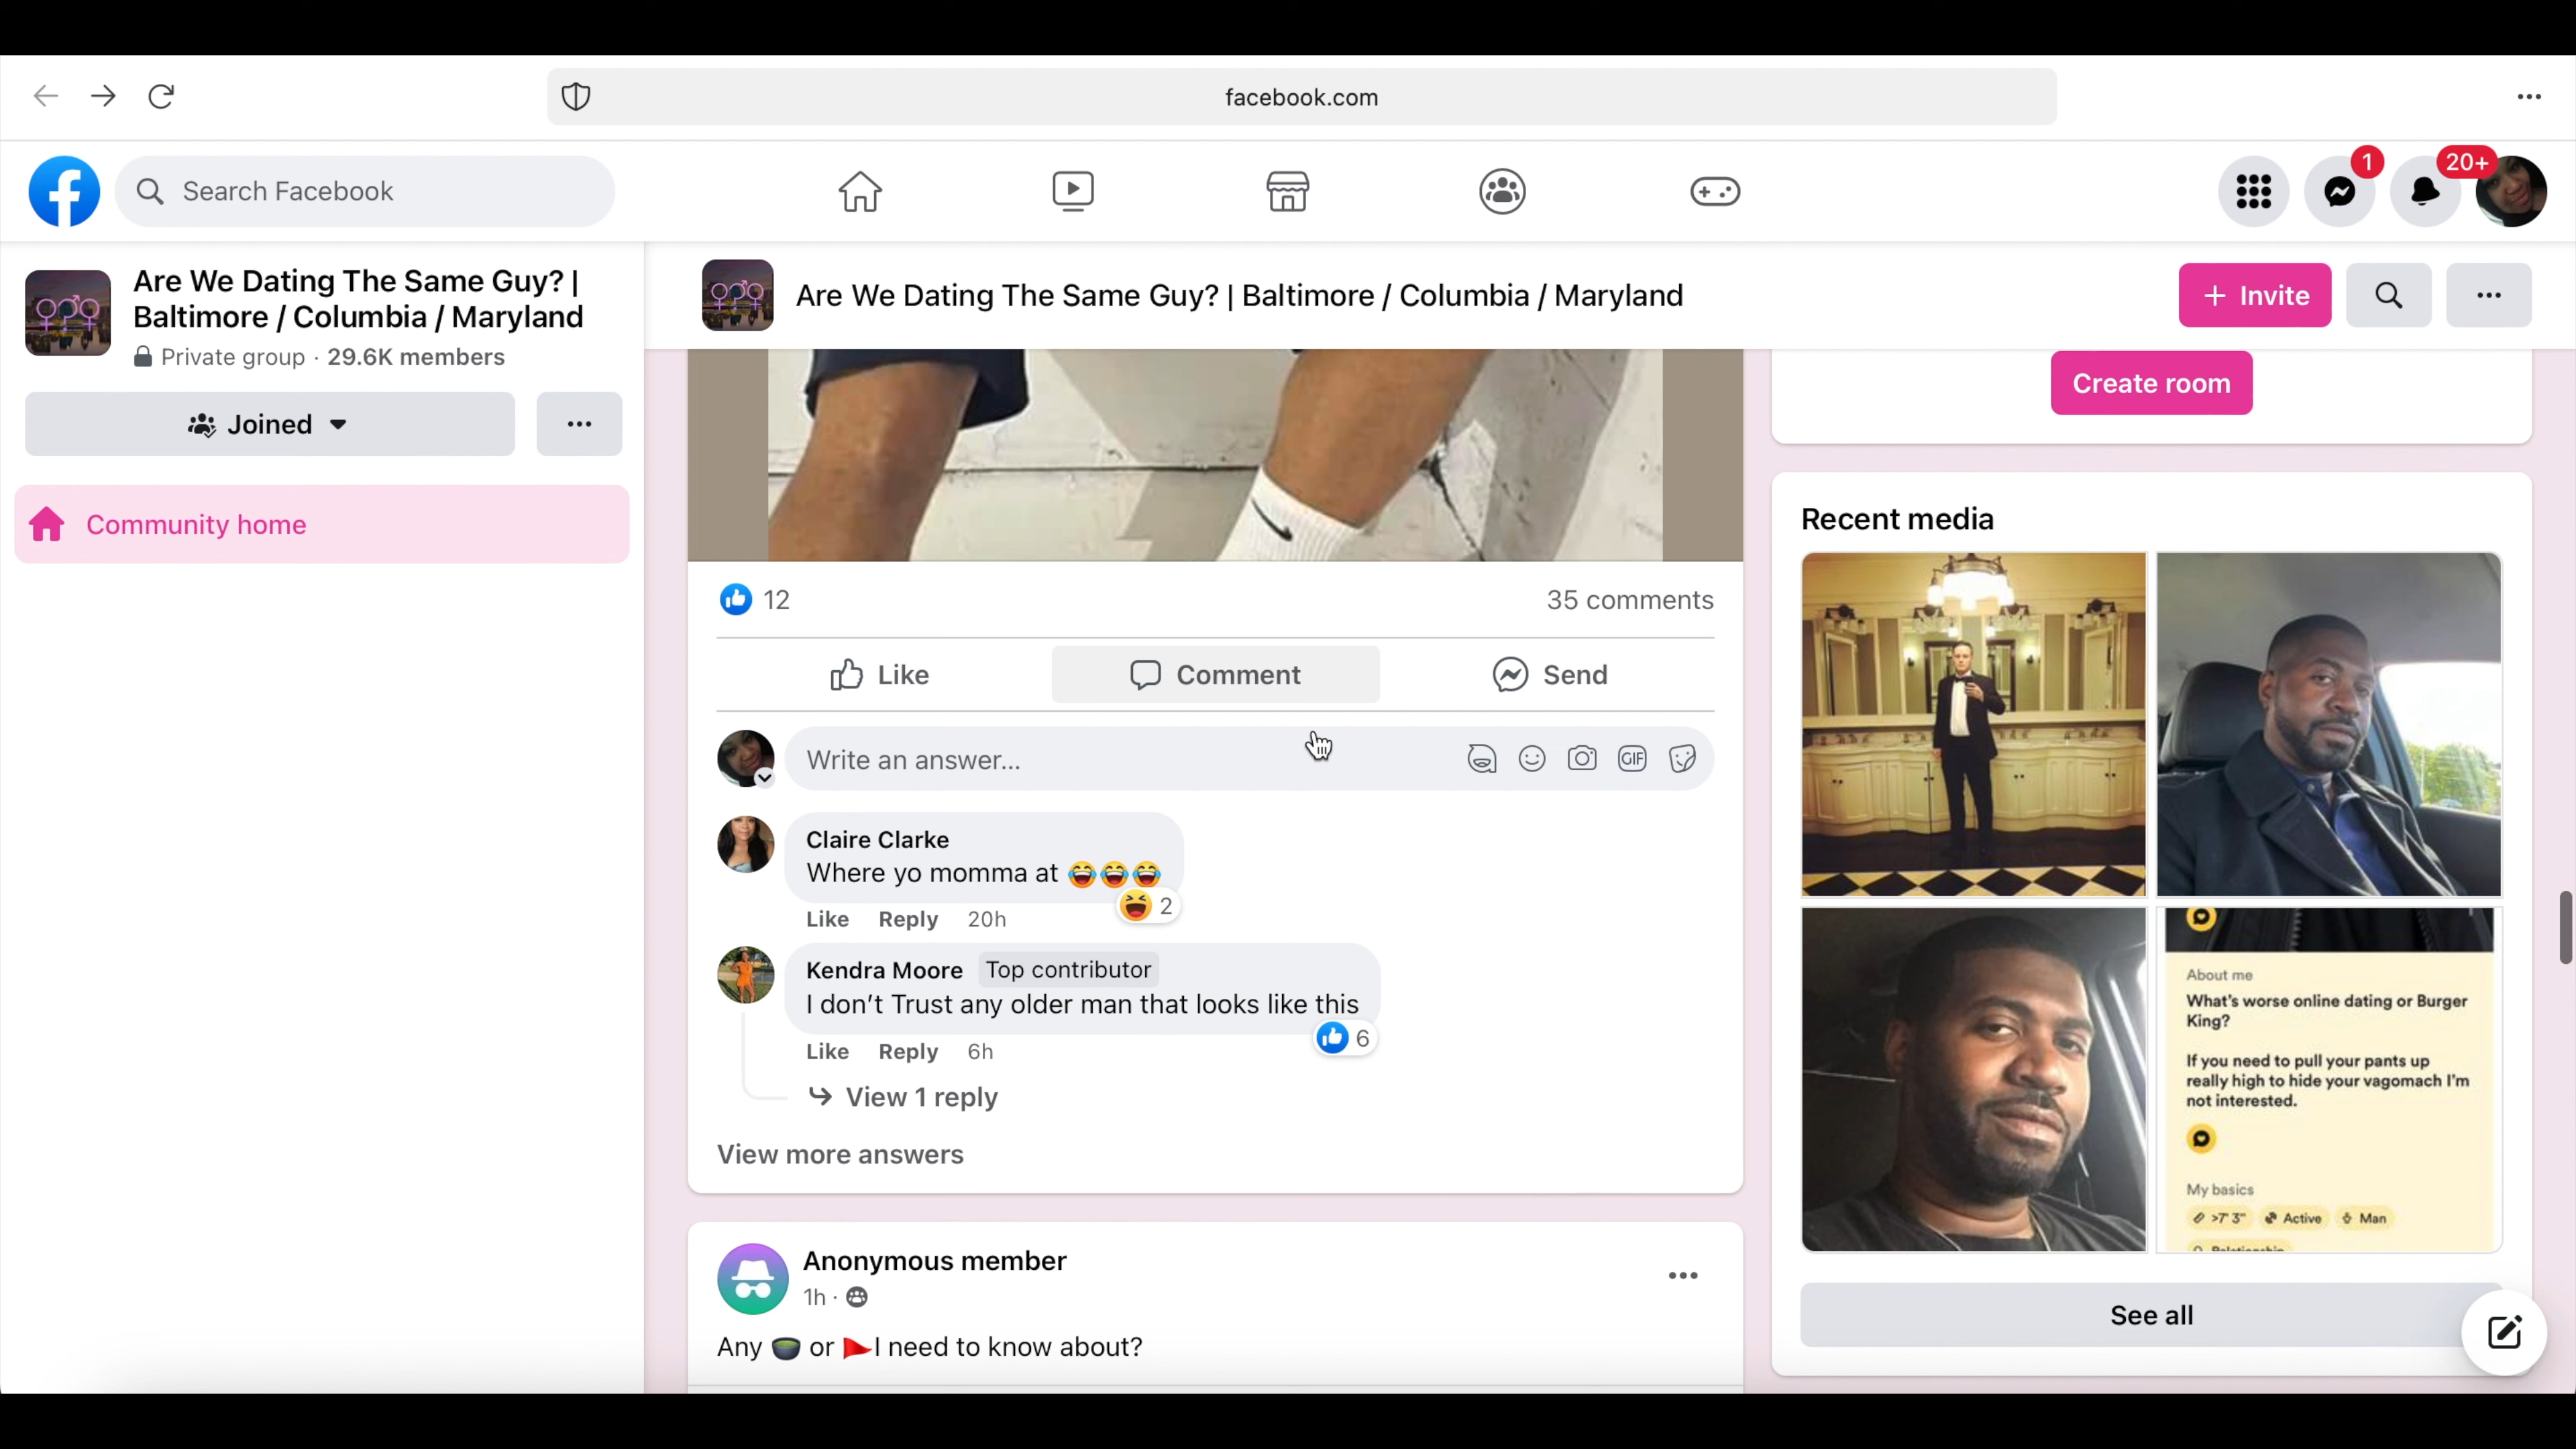 facebook.com
Search Facebook
1
20+
Are We Dating The Same Guy? |
Baltimore / Columbia / Maryland
Private group · 29.6K members
Joined
Community home
Are We Dating The Same Guy? | Baltimore / Columbia / Maryland
+ Invite
Create room
12
35 comments
Like
Comment
Send
Write an answer...
GIF
Claire Clarke
Where yo momma at 😂😂😂
2
Like Reply 20h
Kendra Moore Top contributor
I don't Trust any older man that looks like this
6
Like Reply 6h
View 1 reply
View more answers
Anonymous member
1h ·
Any 🍵 or 🚩I need to know about?
Recent media
About me
What's worse online dating or Burger
King?
If you need to pull your pants up
really high to hide your vagomach I'm
not interested.
My basics
>7' 3" Active Man
Relationship
See all